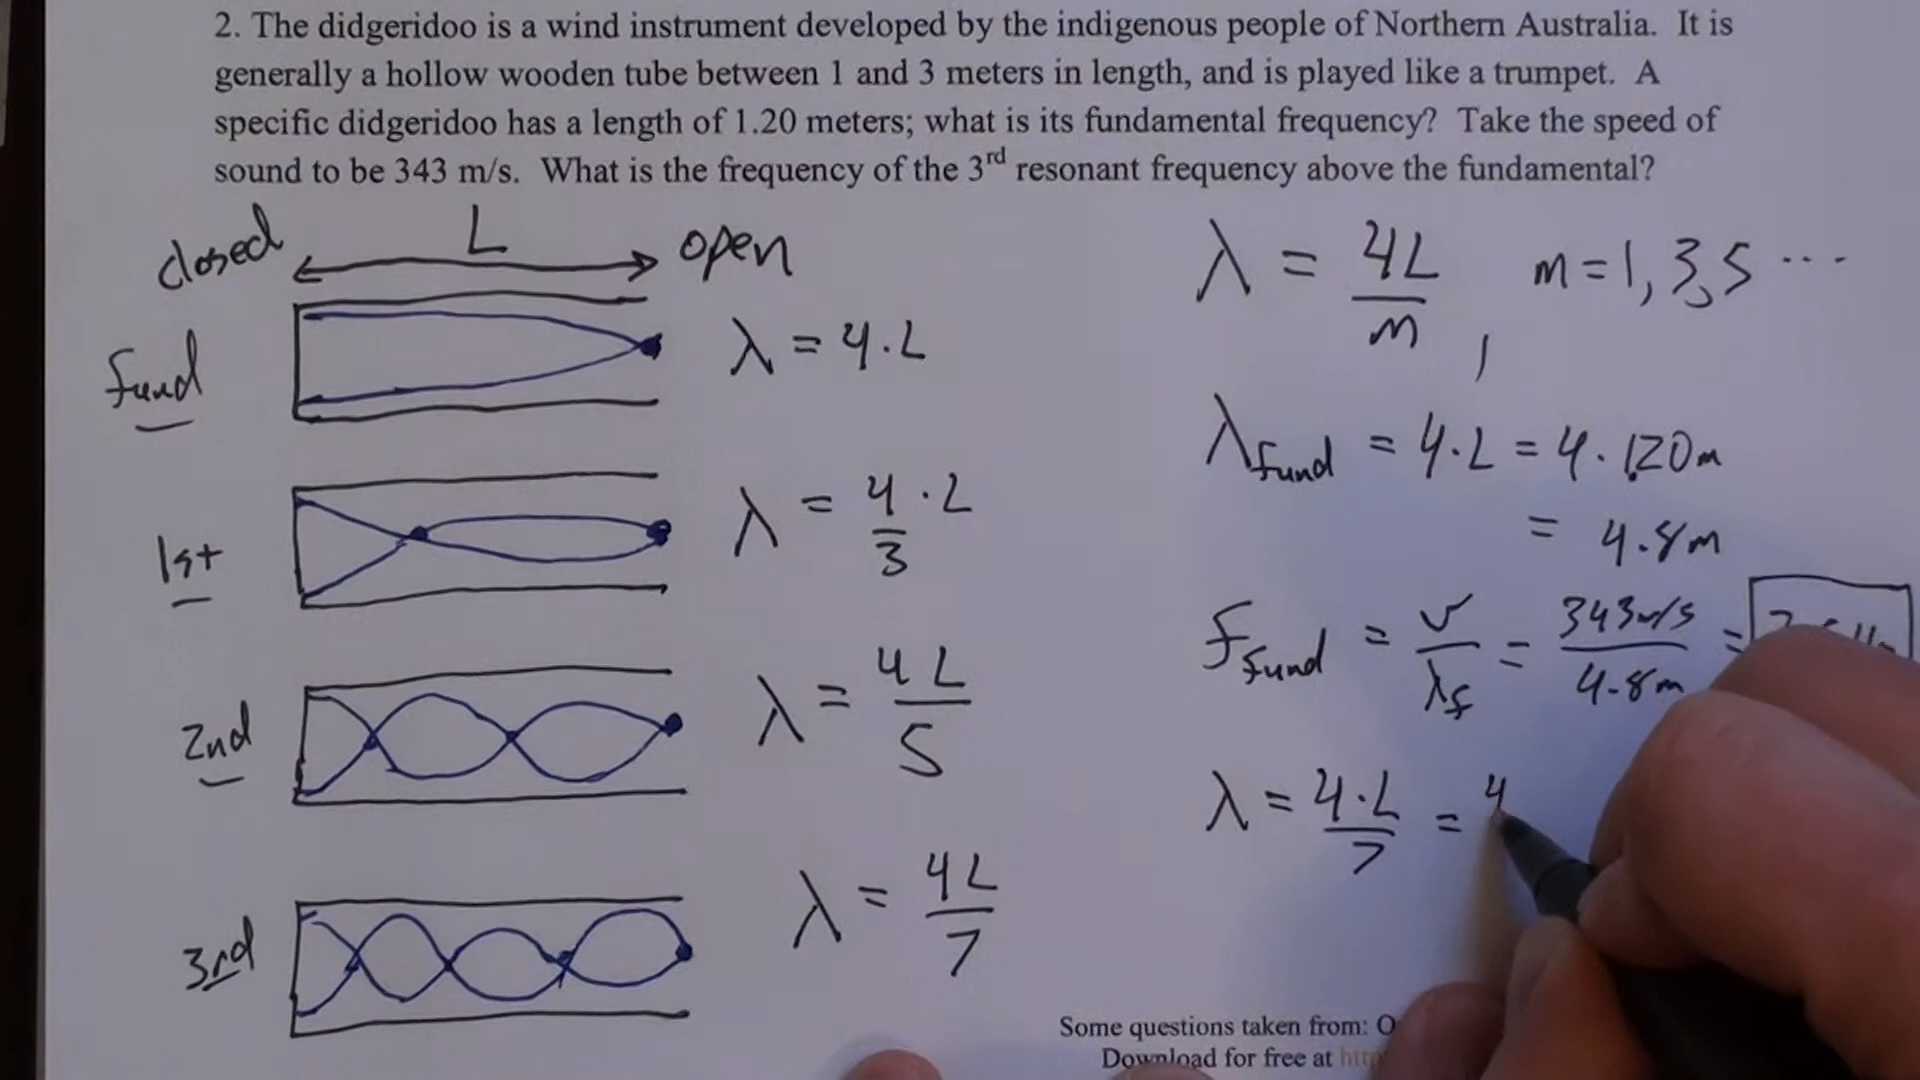 2. The didgeridoo is a wind instrument developed by the indigenous people of Northern Australia. It is
generally a hollow wooden tube between 1 and 3 meters in length, and is played like a trumpet. A
specific didgeridoo has a length of 1.20 meters; what is its fundamental frequency? Take the speed of
sound to be 343 m/s. What is the frequency of the 3rd resonant frequency above the fundamental?
closed L open
fund λ = 4·L
1st λ = 4/3 · L
2nd λ = 4L/5
3rd λ = 4L/7
λ = 4L/m, m = 1, 3, 5 ...
λfund = 4·L = 4·1.20m
= 4.8m
ffund = v/λf = 343m/s / 4.8m =
λ = 4·L/7 = 4
Some questions taken from: O
Download for free at htt